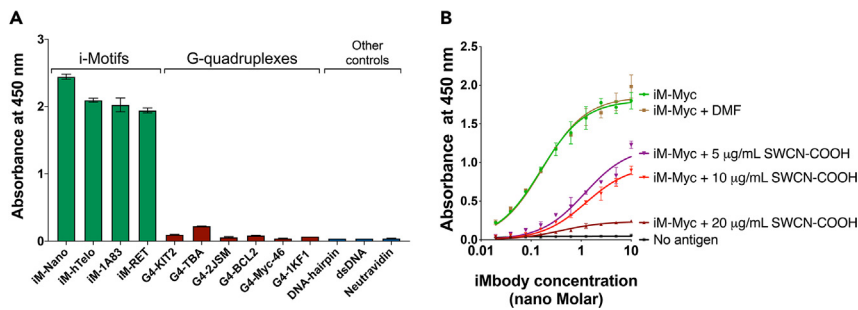 A
i-Motifs
G-quadruplexes
Other
controls
Absorbance at 450 nm
3
2
1
0
iM-Nano
iM-hTelo
iM-1A83
iM-RET
G4-KIT2
G4-TBA
G4-2JSM
G4-BCL2
G4-Myc-46
G4-1KF1
DNA-hairpin
dsDNA
Neutravidin
B
Absorbance at 450 nm
2.5
2.0
1.5
1.0
0.5
0.0
0.01
0.1
1
10
iMbody concentration
(nano Molar)
iM-Myc
iM-Myc + DMF
iM-Myc + 5 μg/mL SWCN-COOH
iM-Myc + 10 μg/mL SWCN-COOH
iM-Myc + 20 μg/mL SWCN-COOH
No antigen